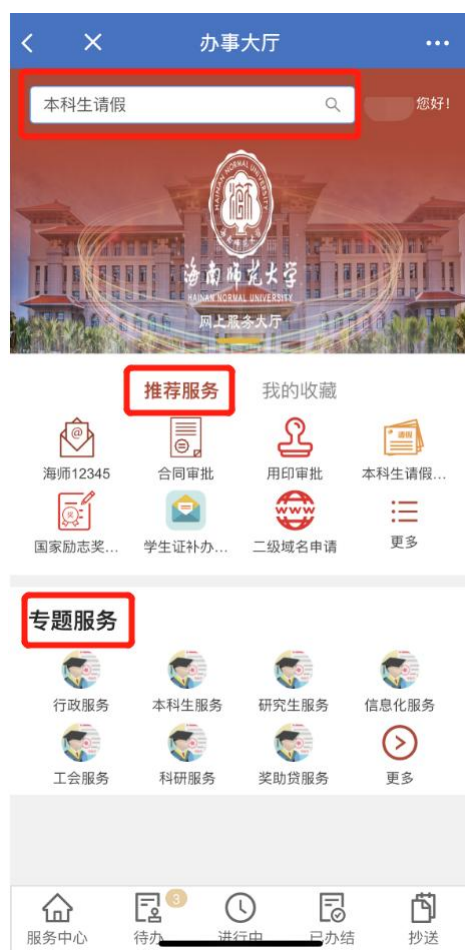 办事大厅
本科生请假
您好!
HAINAN NORMAL UNIVERSITY
海南师范大学
HAINAN NORMAL UNIVERSITY
网上服务大厅
推荐服务 我的收藏
海师12345 合同审批 用印审批 本科生请假...
国家励志奖... 学生证补办... 二级域名申请 更多
专题服务
行政服务 本科生服务 研究生服务 信息化服务
工会服务 科研服务 奖助贷服务 更多
3
服务中心 待办 进行中 已办结 抄送